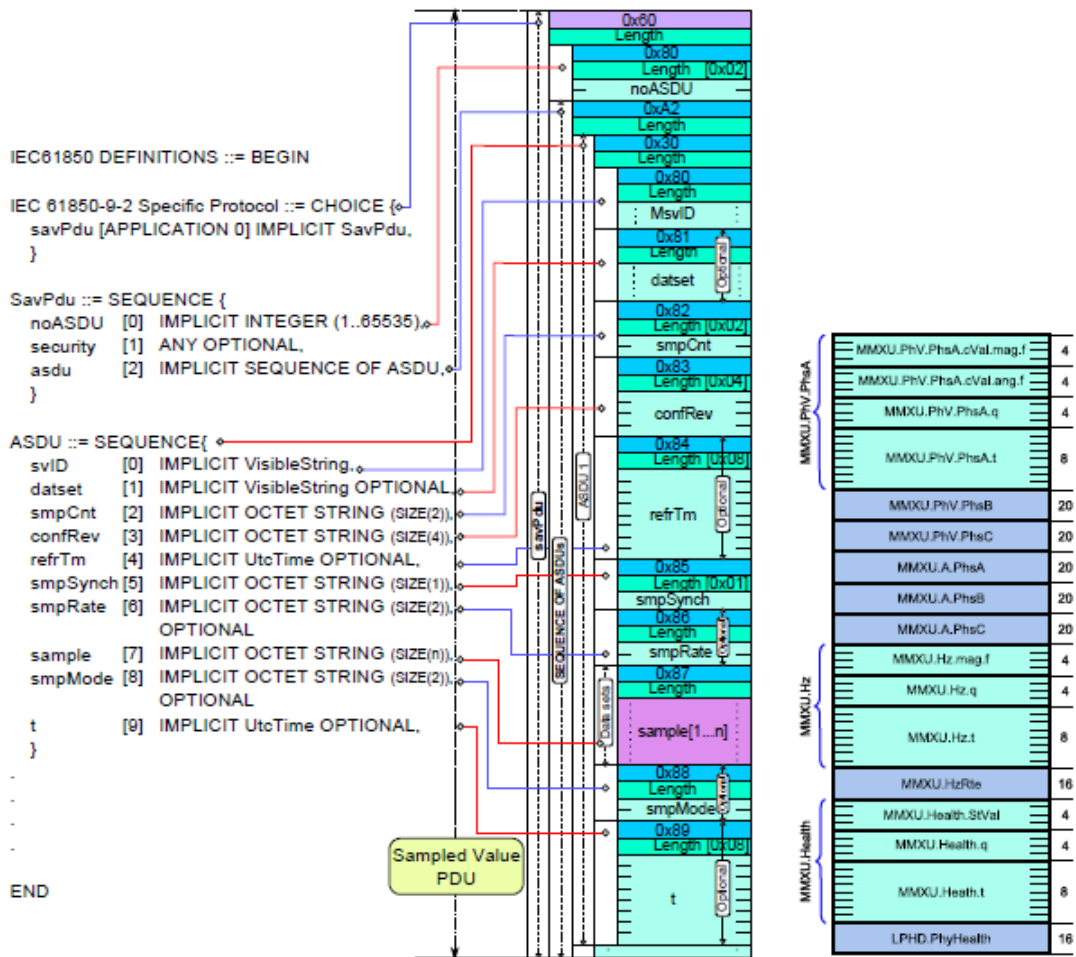 IEC61850 DEFINITIONS ::= BEGIN
IEC 61850-9-2 Specific Protocol ::= CHOICE {
savPdu [APPLICATION 0] IMPLICIT SavPdu,
}
SavPdu ::= SEQUENCE {
noASDU [0] IMPLICIT INTEGER (1..65535),
security [1] ANY OPTIONAL,
asdu [2] IMPLICIT SEQUENCE OF ASDU,
}
ASDU ::= SEQUENCE{
svID [0] IMPLICIT VisibleString,
datset [1] IMPLICIT VisibleString OPTIONAL
smpCnt [2] IMPLICIT OCTET STRING (SIZE(2)),
confRev [3] IMPLICIT OCTET STRING (SIZE(4)),
refrTm [4] IMPLICIT UtcTime OPTIONAL,
smpSynch [5] IMPLICIT OCTET STRING (SIZE(1)),
smpRate [6] IMPLICIT OCTET STRING (SIZE(2)),
OPTIONAL
sample [7] IMPLICIT OCTET STRING (SIZE(n)),
smpMode [8] IMPLICIT OCTET STRING (SIZE(2)),
OPTIONAL
t [9] IMPLICIT UtcTime OPTIONAL,
}
-
-
-
-
END
Sampled Value
PDU
savPdu
SEQUENCE OF ASDUs
ASDU 1
0x60
Length
0x80
Length [0x02]
noASDU
0xA2
Length
0x30
Length
0x80
Length
MsvID
0x81
Length
datset
Optional
0x82
Length [0x02]
smpCnt
0x83
Length [0x04]
confRev
0x84
Length [0x08]
refrTm
Optional
0x85
Length [0x01]
smpSynch
0x86
Length
smpRate
Optional
0x87
Length
Data sets
sample[1...n]
0x88
Length
smpMode
Optional
0x89
Length [0x08]
t
Optional
MMXU.PhV.PhsA
MMXU.PhV.PhsA.cVal.mag.f 4
MMXU.PhV.PhsA.cVal.ang.f 4
MMXU.PhV.PhsA.q 4
MMXU.PhV.PhsA.t 8
MMXU.PhV.PhsB 20
MMXU.PhV.PhsC 20
MMXU.A.PhsA 20
MMXU.A.PhsB 20
MMXU.A.PhsC 20
MMXU.Hz
MMXU.Hz.mag.f 4
MMXU.Hz.q 4
MMXU.Hz.t 8
MMXU.HzRte 16
MMXU.Health
MMXU.Health.StVal 4
MMXU.Health.q 4
MMXU.Heath.t 8
LPHD.PhyHealth 16